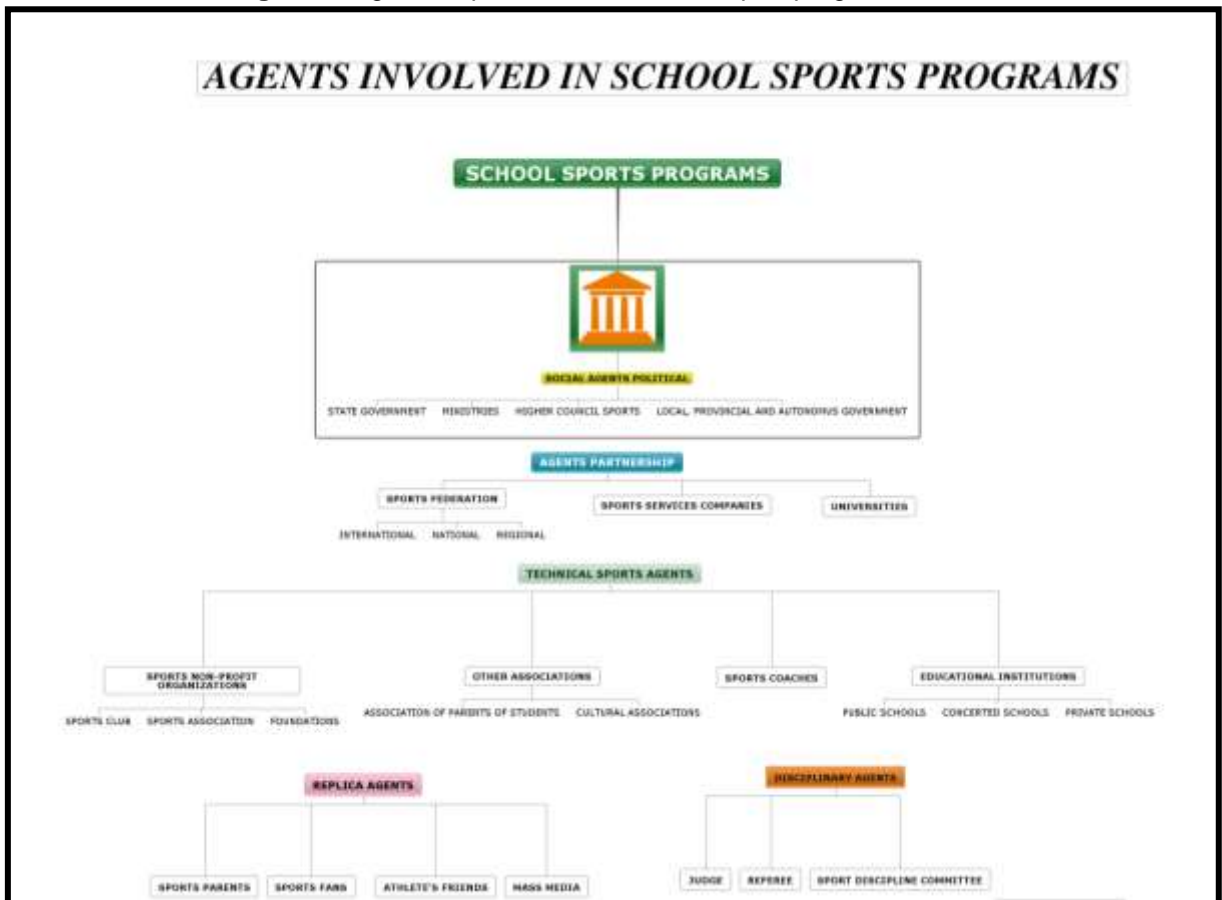 AGENTS INVOLVED IN SCHOOL SPORTS PROGRAMS
SCHOOL SPORTS PROGRAMS
SOCIAL AGENTS POLITICAL
STATE GOVERNMENT MINISTRIES HIGHER COUNCIL SPORTS LOCAL, PROVINCIAL AND AUTONOMUS GOVERNMENT
AGENTS PARTNERSHIP
SPORTS FEDERATION SPORTS SERVICES COMPANIES UNIVERSITIES
INTERNATIONAL NATIONAL REGIONAL
TECHNICAL SPORTS AGENTS
SPORTS NON-PROFIT
ORGANIZATIONS
OTHER ASSOCIATIONS SPORTS COACHES EDUCATIONAL INSTITUTIONS
SPORTS CLUB SPORTS ASSOCIATION FOUNDATIONS ASSOCIATION OF PARENTS OF STUDENTS CULTURAL ASSOCIATIONS PUBLIC SCHOOLS CONCERTED SCHOOLS PRIVATE SCHOOLS
REPLICA AGENTS DISCIPLINARY AGENTS
SPORTS PARENTS SPORTS FANS ATHLETE'S FRIENDS MASS MEDIA JUDGE REFEREE SPORT DISCIPLINE COMMITTEE